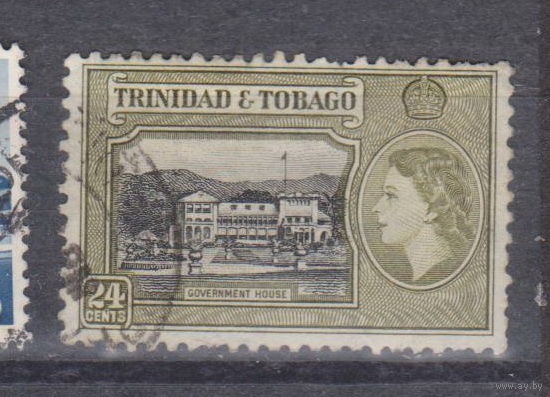 TRINIDAD & TOBAGO
GOVERNMENT HOUSE
24
CENTS
www.ay.by